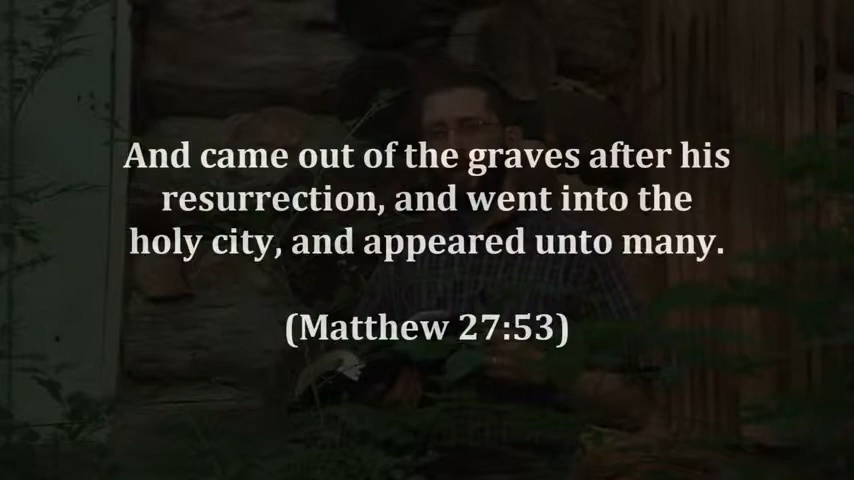 And came out of the graves after his
resurrection, and went into the
holy city, and appeared unto many.
(Matthew 27:53)